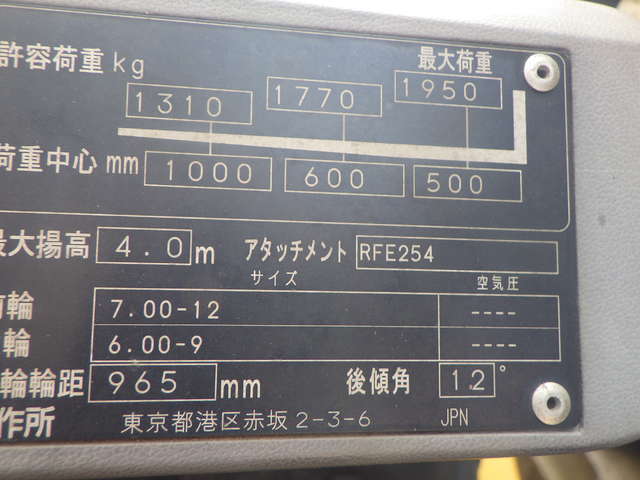 許容荷重 kg 最大荷重
1310 1770 1950
荷重中心 mm 1000 600 500
最大揚高 4.0 m アタッチメント RFE254
サイズ 空気圧
輪 7.00-12 ----
輪 6.00-9 ----
輪輪距 965 mm 後傾角 12°
作所 東京都港区赤坂 2-3-6 JPN